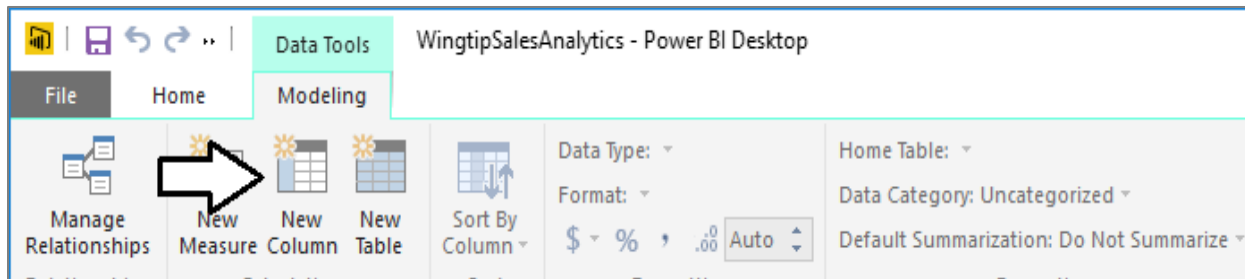 Data Tools WingtipSalesAnalytics - Power BI Desktop
File Home Modeling
Manage Relationships
New Measure
New Column
New Table
Sort By Column
Data Type:
Format:
$ % , .00 Auto
Home Table:
Data Category: Uncategorized
Default Summarization: Do Not Summarize